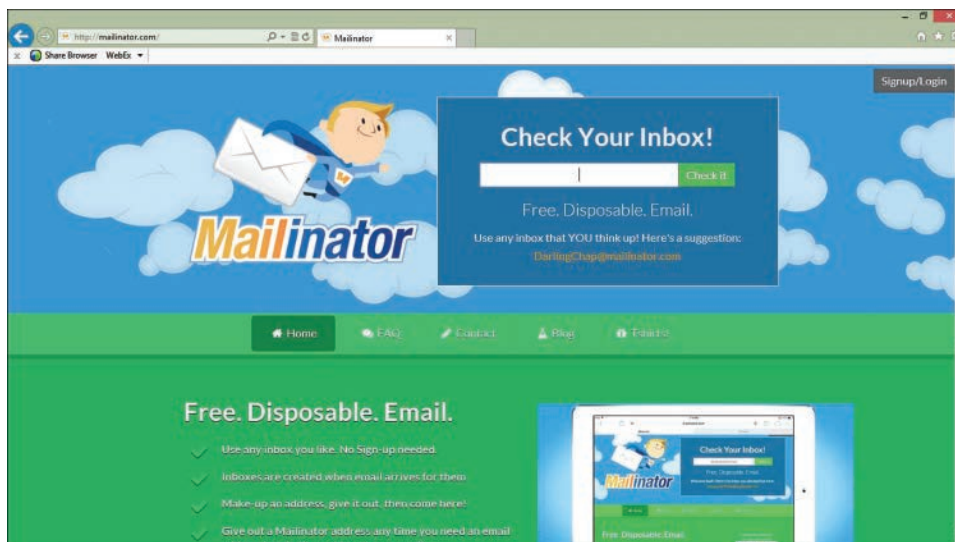 http://mailinator.com/
Mailinator
Share Browser WebEx
Signup/Login
Check Your Inbox!
Check it
Free. Disposable. Email.
Use any inbox that YOU think up! Here's a suggestion:
DarlingChap@mailinator.com
Mailinator
Home FAQ Contact Blog T-shirts!
Free. Disposable. Email.
Use any inbox you like. No Sign-up needed.
Inboxes are created when email arrives for them
Make-up an address, give it out, then come here!
Give out a Mailinator address any time you need an email
Check Your Inbox!
Free. Disposable. Email.
Mailinator
Free. Disposable. Email.